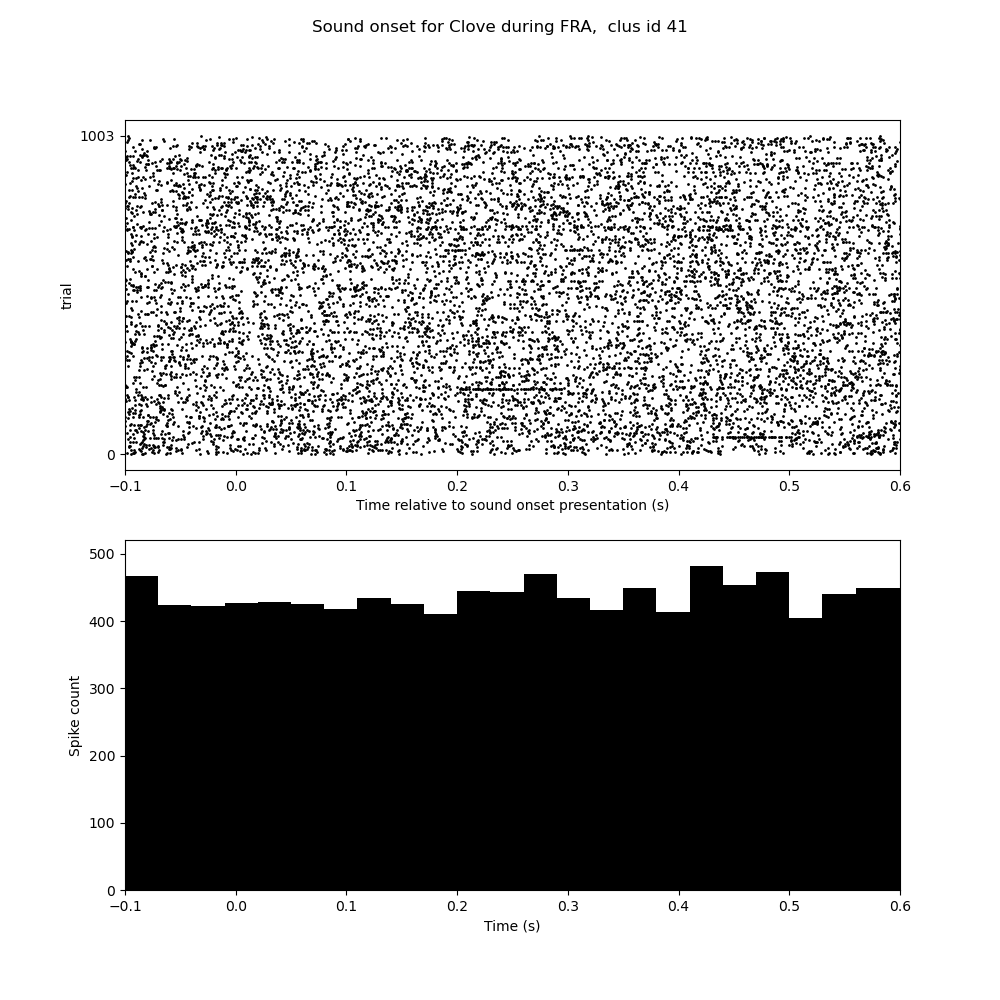 Sound onset for Clove during FRA,  clus id 41
1003
trial
0
−0.1 0.0 0.1 0.2 0.3 0.4 0.5 0.6
Time relative to sound onset presentation (s)
500
400
300
Spike count
200
100
0
−0.1 0.0 0.1 0.2 0.3 0.4 0.5 0.6
Time (s)